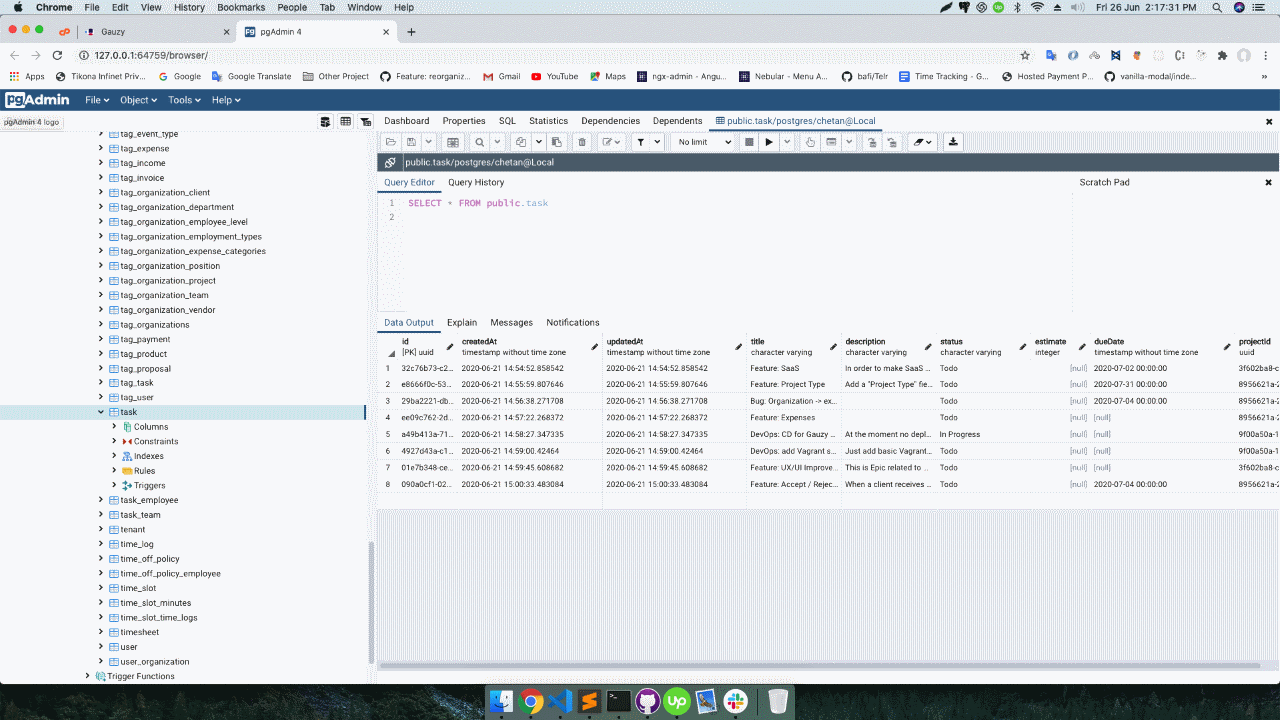 Chrome File Edit View History Bookmarks People Tab Window Help Fri 26 Jun 2:17:31 PM
Gauzy pgAdmin 4
127.0.0.1:64759/browser/
Apps Tikona Infinet Priv... Google Google Translate Other Project Feature: reorganiz... Gmail YouTube Maps ngx-admin - Angu... Nebular - Menu A... bafi/Telr Time Tracking - G... Hosted Payment P... vanilla-modal/inde... »
pgAdmin File Object Tools Help
pgAdmin 4 logo
Dashboard Properties SQL Statistics Dependencies Dependents public.task/postgres/chetan@Local
No limit
public.task/postgres/chetan@Local
Query Editor Query History Scratch Pad
1 SELECT * FROM public.task
2
tag_event_type
tag_expense
tag_income
tag_invoice
tag_organization_client
tag_organization_department
tag_organization_employee_level
tag_organization_employment_types
tag_organization_expense_categories
tag_organization_position
tag_organization_project
tag_organization_team
tag_organization_vendor
tag_organizations
tag_payment
tag_product
tag_proposal
tag_task
tag_user
task
Columns
Constraints
Indexes
Rules
Triggers
task_employee
task_team
tenant
time_log
time_off_policy
time_off_policy_employee
time_slot
time_slot_minutes
time_slot_time_logs
timesheet
user
user_organization
Trigger Functions
Data Output Explain Messages Notifications
id createdAt updatedAt title description status estimate dueDate projectId
[PK] uuid timestamp without time zone timestamp without time zone character varying character varying character varying integer timestamp without time zone uuid
1 32c76b73-c2... 2020-06-21 14:54:52.858542 2020-06-21 14:54:52.858542 Feature: SaaS In order to make SaaS ... Todo [null] 2020-07-02 00:00:00 3f602ba8-c
2 e8666f0c-53... 2020-06-21 14:55:59.807646 2020-06-21 14:55:59.807646 Feature: Project Type Add a "Project Type" fie... Todo [null] 2020-07-31 00:00:00 8956621a-2
3 29ba2221-db... 2020-06-21 14:56:38.271708 2020-06-21 14:56:38.271708 Bug: Organization -> ex... Todo [null] 2020-07-04 00:00:00 8956621a-2
4 ee09c762-2d... 2020-06-21 14:57:22.268372 2020-06-21 14:57:22.268372 Feature: Expenses Todo [null] [null] 8956621a-2
5 a49b413a-71... 2020-06-21 14:58:27.347335 2020-06-21 14:58:27.347335 DevOps: CD for Gauzy ... At the moment no depl... In Progress [null] [null] 9f00a50a-1
6 4927d43a-c1... 2020-06-21 14:59:00.42464 2020-06-21 14:59:00.42464 DevOps: add Vagrant s... Just add basic Vagrant... Todo [null] [null] 9f00a50a-1
7 01e7b348-ce... 2020-06-21 14:59:45.608682 2020-06-21 14:59:45.608682 Feature: UX/UI Improve... This is Epic related to ... Todo [null] [null] 3f602ba8-c
8 090a0cf1-02... 2020-06-21 15:00:33.483084 2020-06-21 15:00:33.483084 Feature: Accept / Rejec... When a client receives ... Todo [null] 2020-07-04 00:00:00 8956621a-2
Up